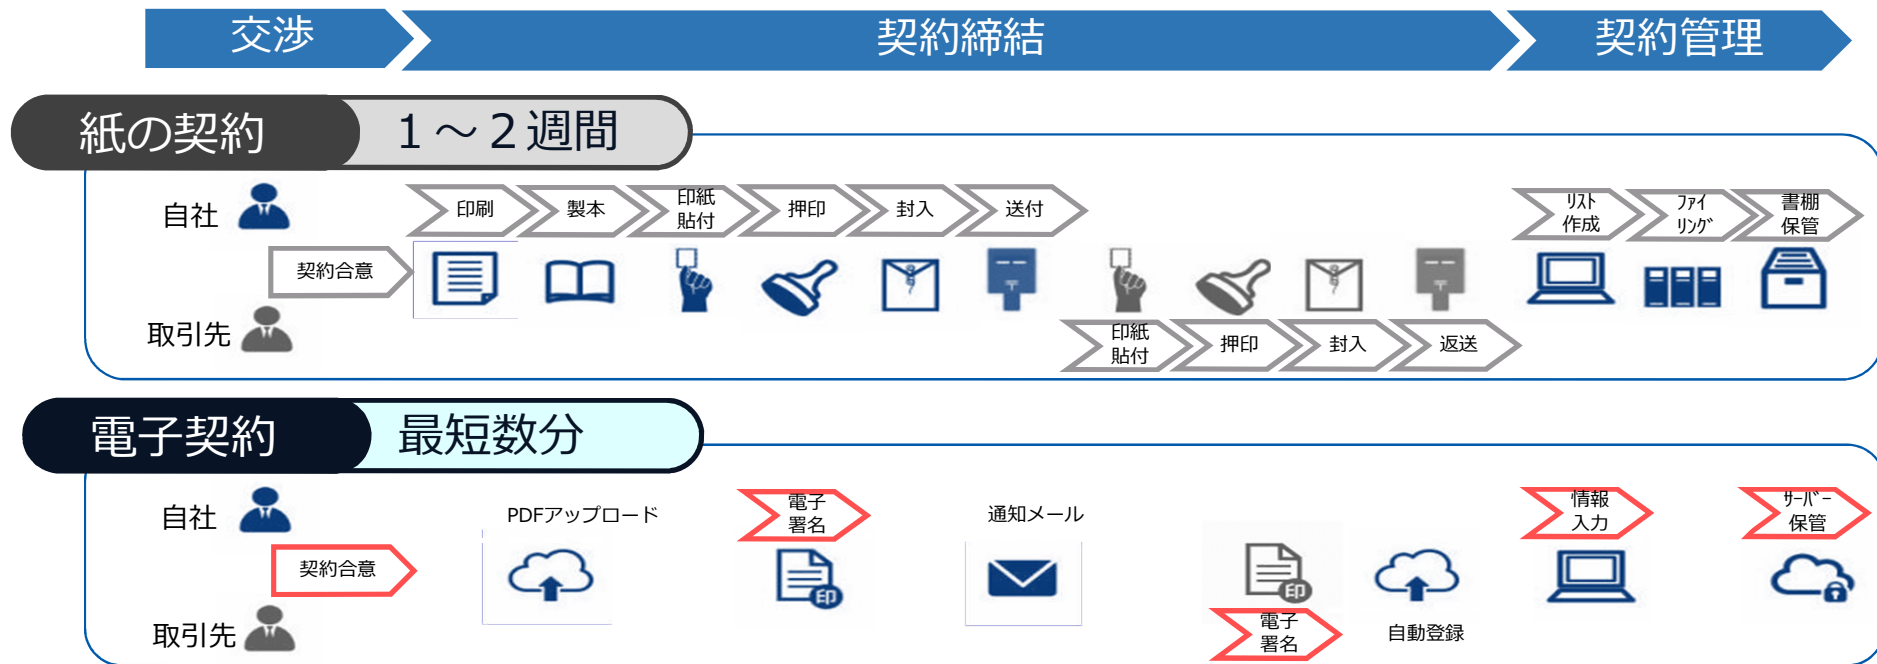 交渉
契約締結
契約管理
紙の契約
１～２週間
自社
印刷
製本
印紙
貼付
押印
封入
送付
ﾘｽﾄ
作成
ﾌｧｲ
ﾘﾝｸﾞ
書棚
保管
契約合意
取引先
印紙
貼付
押印
封入
返送
電子契約
最短数分
自社
PDFアップロード
電子
署名
通知メール
情報
入力
ｻｰﾊﾞｰ
保管
契約合意
印
印
取引先
電子
署名
自動登録